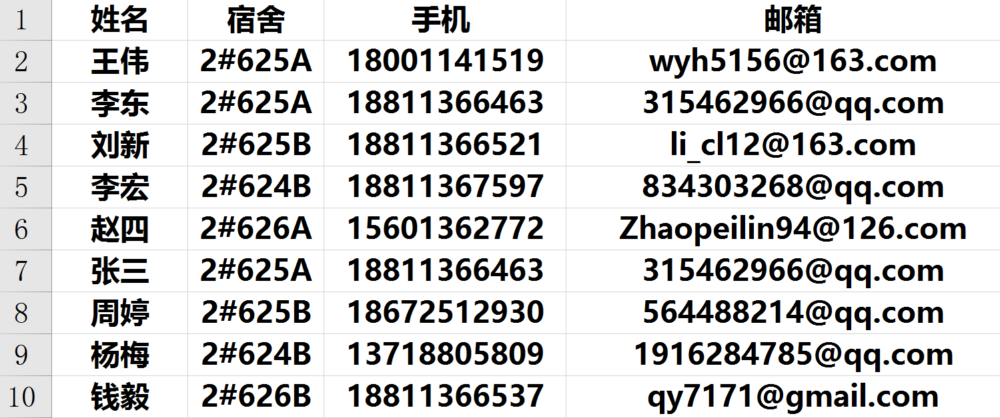 1 姓名 宿舍 手机 邮箱
2 王伟 2#625A 18001141519 wyh5156@163.com
3 李东 2#625A 18811366463 315462966@qq.com
4 刘新 2#625B 18811366521 li_cl12@163.com
5 李宏 2#624B 18811367597 834303268@qq.com
6 赵四 2#626A 15601362772 Zhaopeilin94@126.com
7 张三 2#625A 18811366463 315462966@qq.com
8 周婷 2#625B 18672512930 564488214@qq.com
9 杨梅 2#624B 13718805809 1916284785@qq.com
10 钱毅 2#626B 18811366537 qy7171@gmail.com